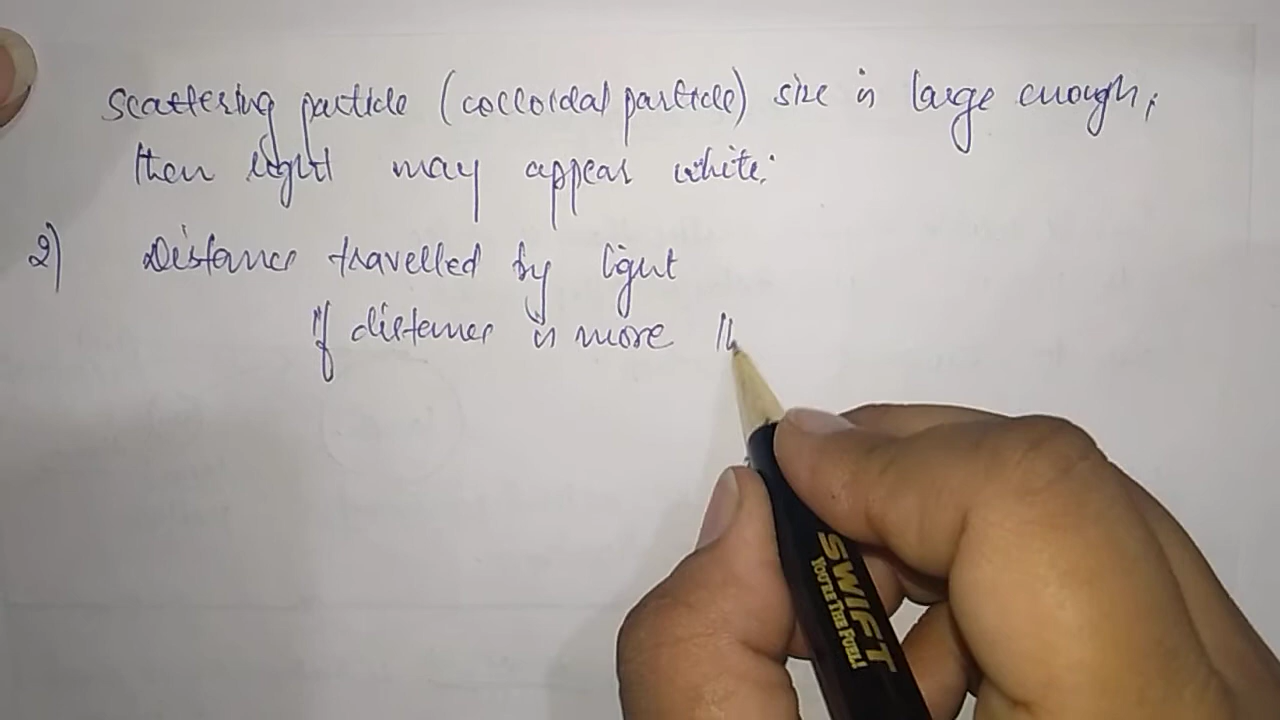 Scattering particle (colloidal particle) size is large enough,
then light may appear white.
2) Distance travelled by light
If distance is more
SWIFT